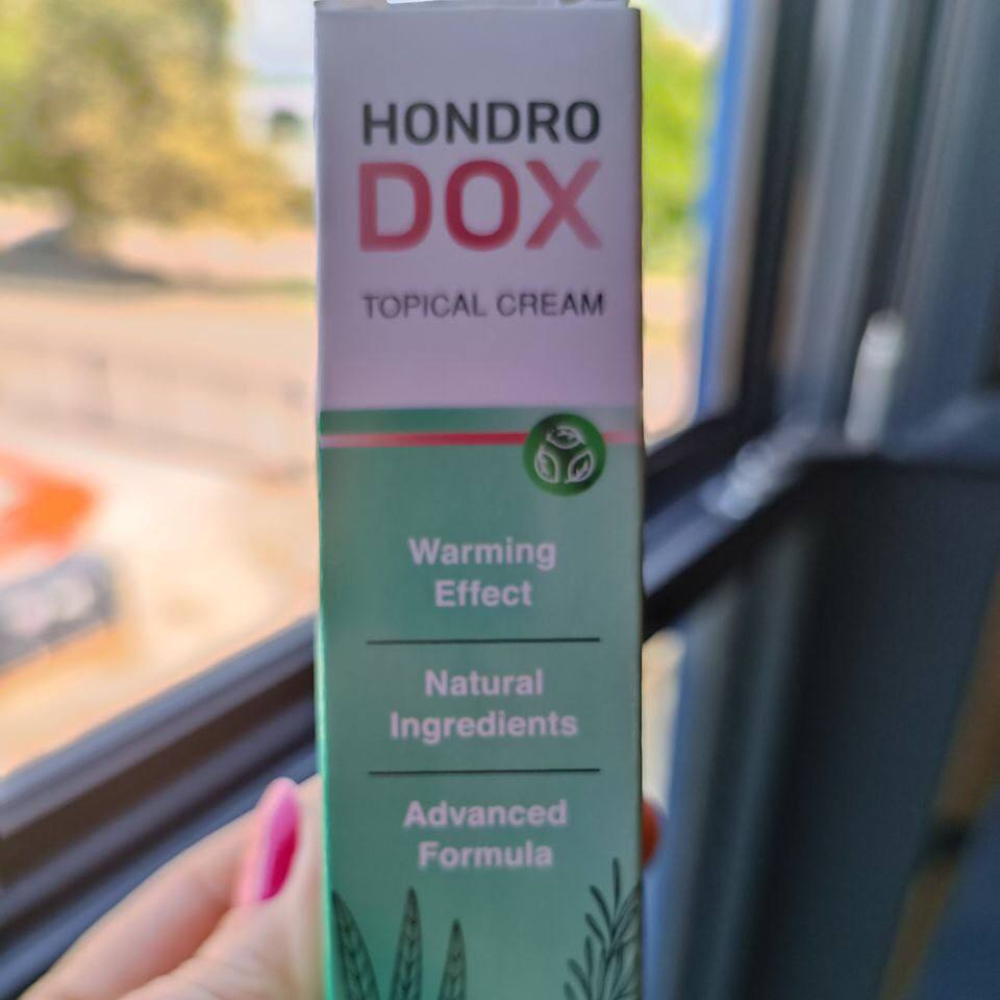 HONDRO
DOX
TOPICAL CREAM
Warming
Effect
Natural
Ingredients
Advanced
Formula